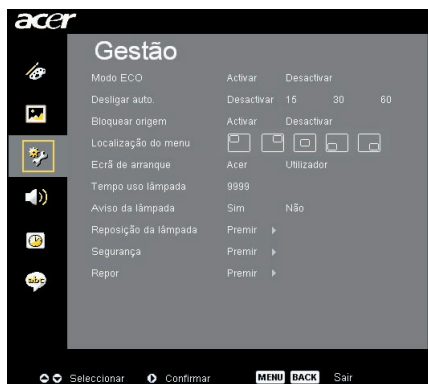 acer
Gestão
Modo ECO Activar Desactivar
Desligar auto. Desactivar 15 30 60
Bloquear origem Activar Desactivar
Localização do menu
Ecrã de arranque Acer Utilizador
Tempo uso lâmpada 9999
Aviso da lâmpada Sim Não
Reposição da lâmpada Premir
Segurança Premir
Repor Premir
abc
Seleccionar Confirmar MENU BACK Sair